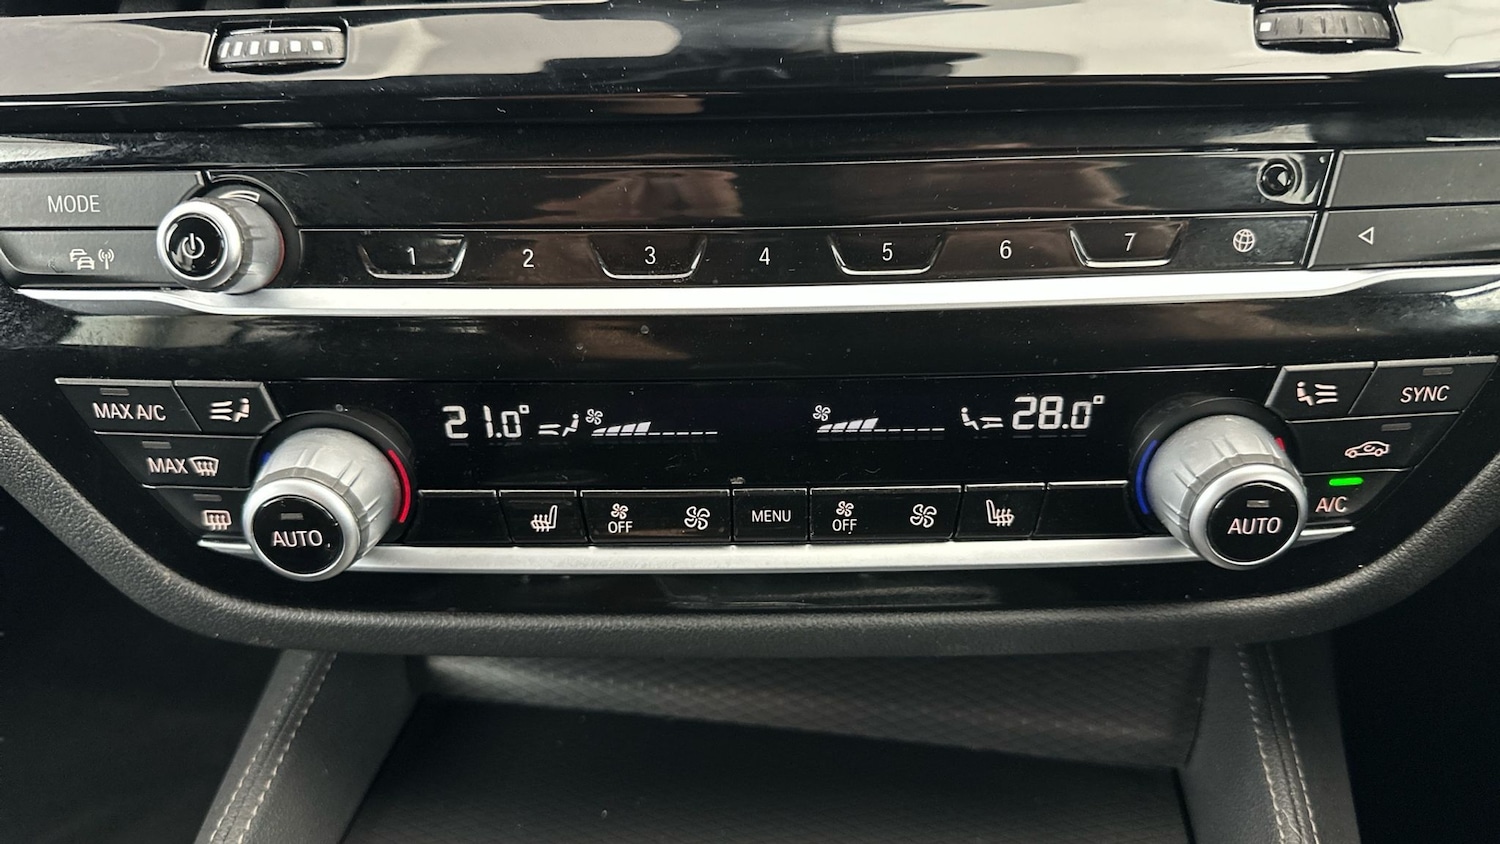 MODE
1 2 3 4 5 6 7
MAX A/C
21.0°
28.0°
SYNC
MAX
AUTO
OFF
MENU
OFF
AUTO
A/C